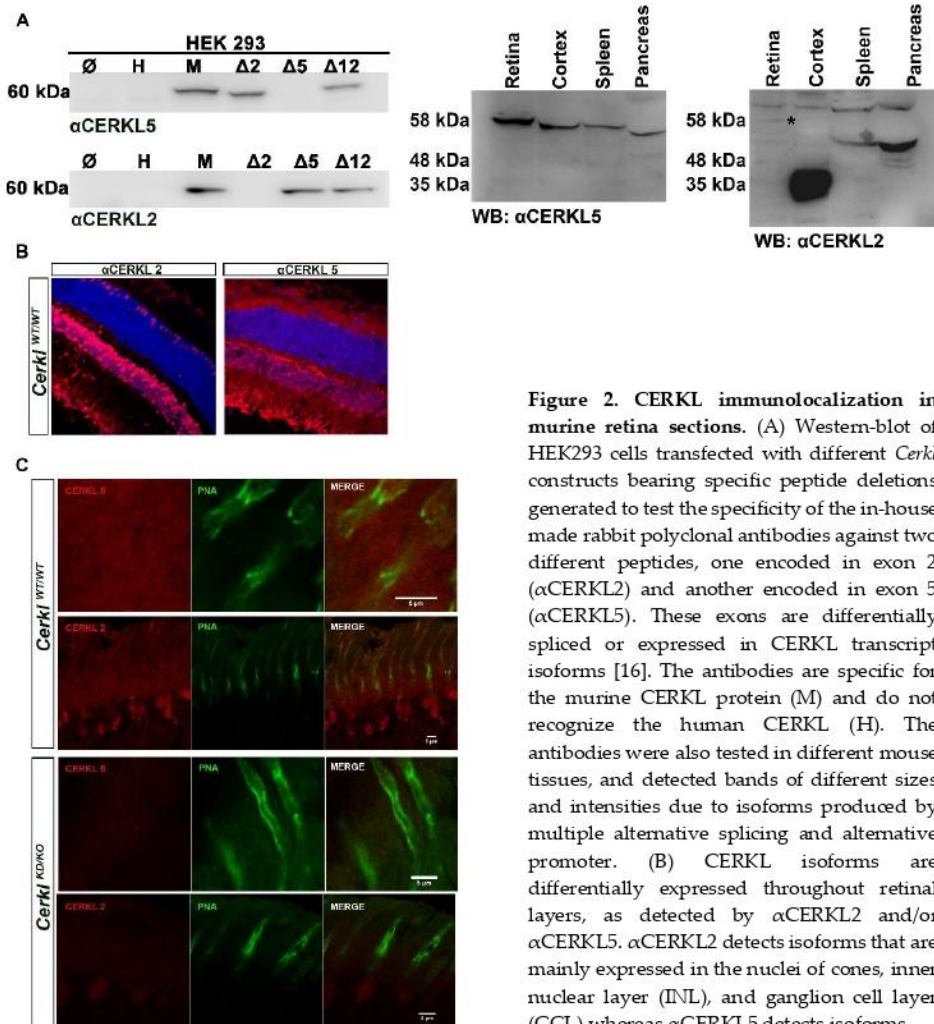 A
HEK 293
Ø H M Δ2 Δ5 Δ12
60 kDa
αCERKL5
Ø H M Δ2 Δ5 Δ12
60 kDa
αCERKL2
Retina Cortex Spleen Pancreas
58 kDa
48 kDa
35 kDa
WB: αCERKL5
Retina Cortex Spleen Pancreas
58 kDa *
48 kDa
35 kDa
WB: αCERKL2
B
αCERKL 2 αCERKL 5
Cerkl WT/WT
C
Cerkl WT/WT
CERKL 5 PNA MERGE
5 µm
CERKL 2 PNA MERGE
5 µm
Cerkl KD/KO
CERKL 5 PNA MERGE
5 µm
CERKL 2 PNA MERGE
5 µm
Figure 2. CERKL immunolocalization in
murine retina sections. (A) Western-blot of
HEK293 cells transfected with different Cerkl
constructs bearing specific peptide deletions
generated to test the specificity of the in-house
made rabbit polyclonal antibodies against two
different peptides, one encoded in exon 2
(αCERKL2) and another encoded in exon 5
(αCERKL5). These exons are differentially
spliced or expressed in CERKL transcript
isoforms [16]. The antibodies are specific for
the murine CERKL protein (M) and do not
recognize the human CERKL (H). The
antibodies were also tested in different mouse
tissues, and detected bands of different sizes
and intensities due to isoforms produced by
multiple alternative splicing and alternative
promoter. (B) CERKL isoforms are
differentially expressed throughout retinal
layers, as detected by αCERKL2 and/or
αCERKL5. αCERKL2 detects isoforms that are
mainly expressed in the nuclei of cones, inner
nuclear layer (INL), and ganglion cell layer
(GCL) whereas αCERKL5 detects isoforms